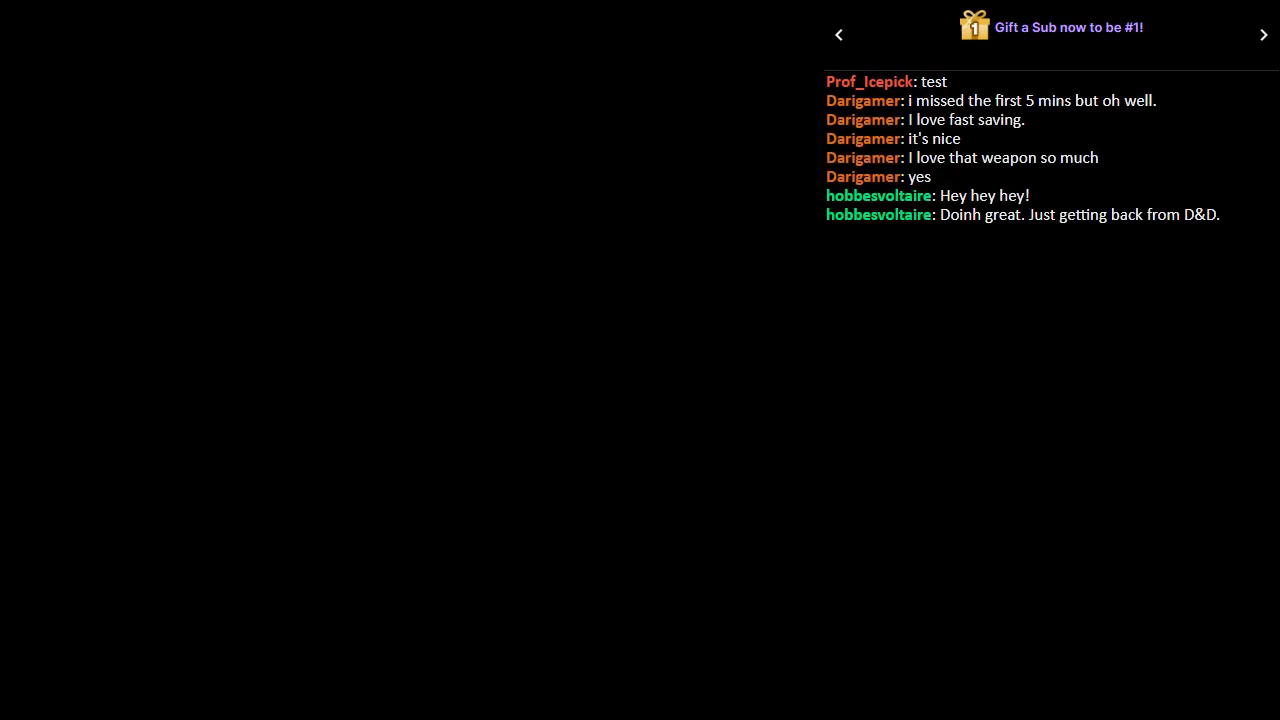 1 Gift a Sub now to be #1!
Prof_Icepick: test
Darigamer: i missed the first 5 mins but oh well.
Darigamer: I love fast saving.
Darigamer: it's nice
Darigamer: I love that weapon so much
Darigamer: yes
hobbesvoltaire: Hey hey hey!
hobbesvoltaire: Doinh great. Just getting back from D&D.